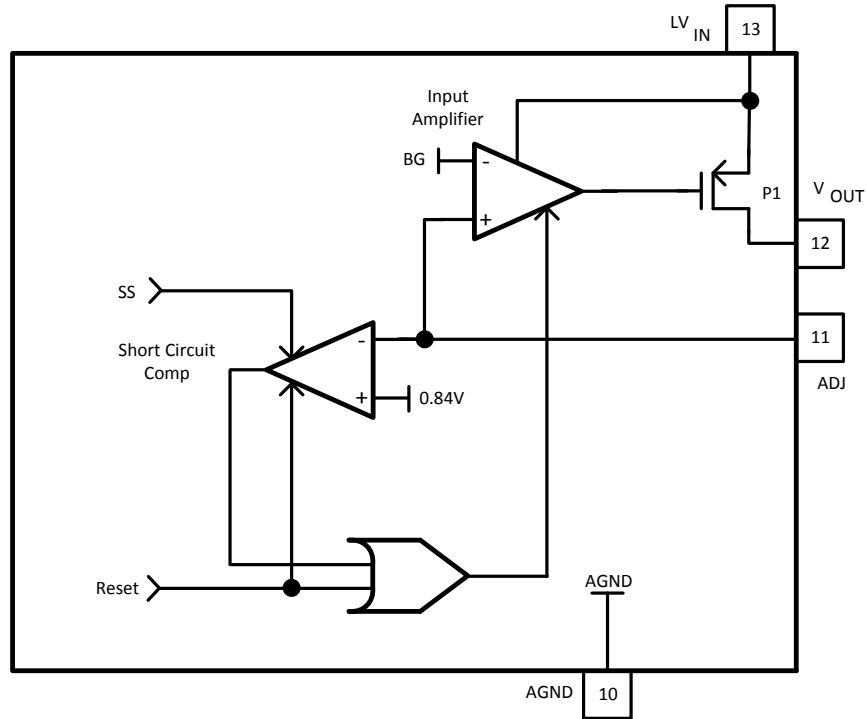 LV IN
13
Input
Amplifier
BG
-
+
P1
V OUT
12
SS
Short Circuit
Comp
-
+
0.84V
11
ADJ
Reset
AGND
AGND
10